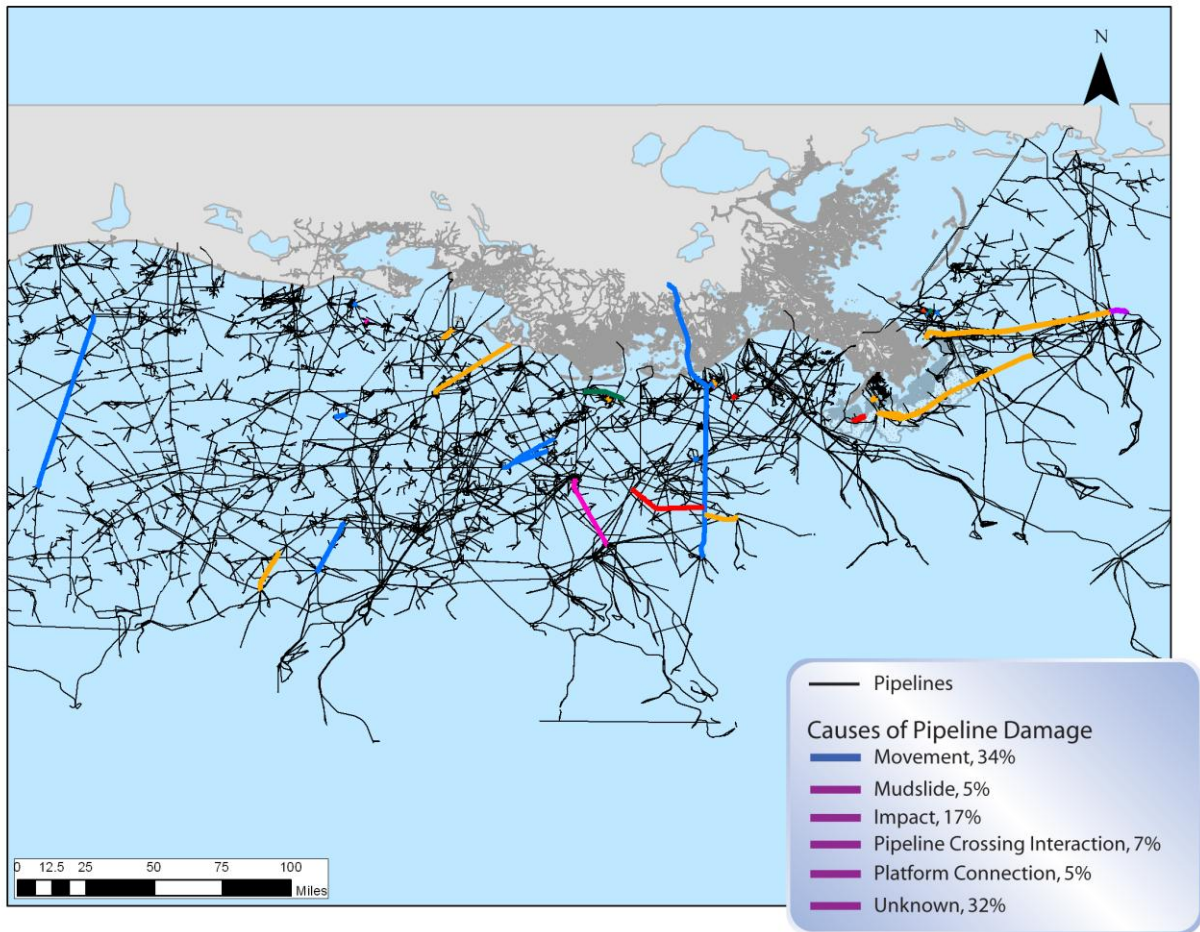 N
Pipelines
Causes of Pipeline Damage
Movement, 34%
Mudslide, 5%
Impact, 17%
Pipeline Crossing Interaction, 7%
Platform Connection, 5%
Unknown, 32%
0 12.5 25 50 75 100
Miles